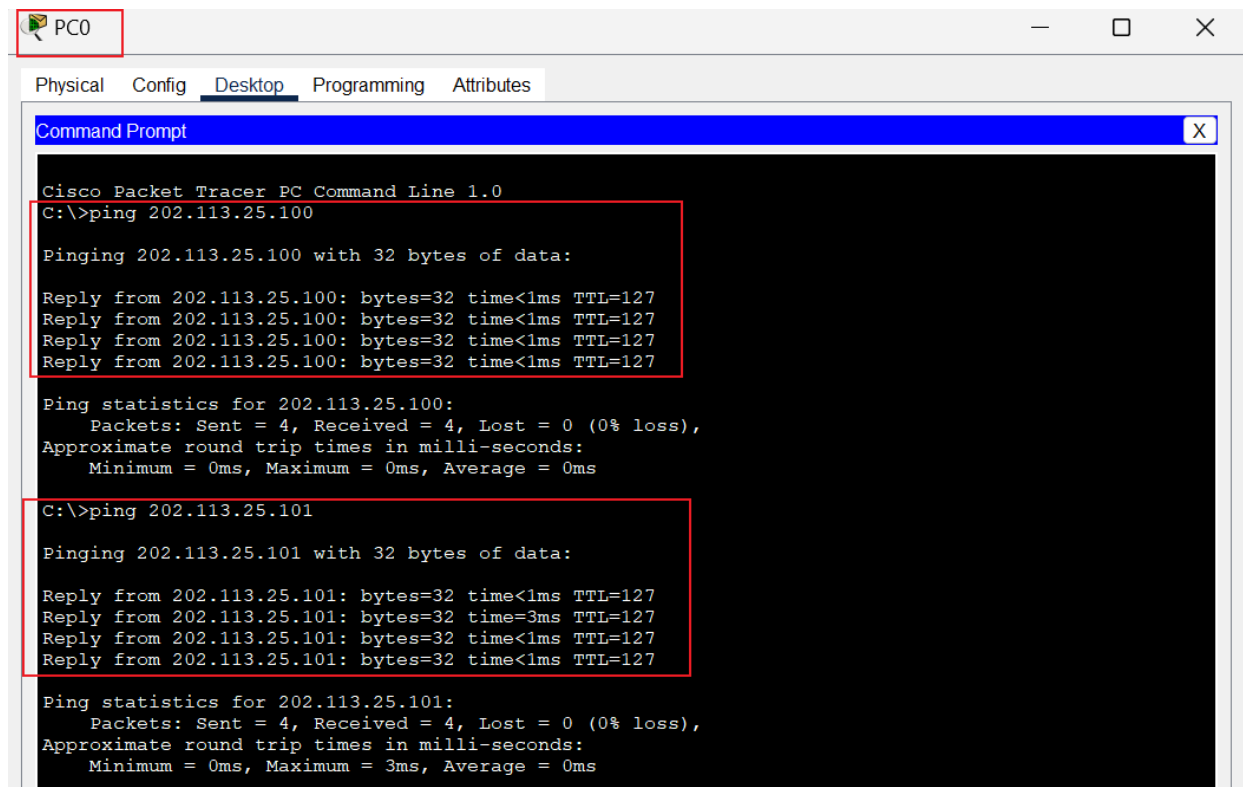 PC0
Physical Config Desktop Programming Attributes
Command Prompt
X
Cisco Packet Tracer PC Command Line 1.0
C:\>ping 202.113.25.100
Pinging 202.113.25.100 with 32 bytes of data:
Reply from 202.113.25.100: bytes=32 time<1ms TTL=127
Reply from 202.113.25.100: bytes=32 time<1ms TTL=127
Reply from 202.113.25.100: bytes=32 time<1ms TTL=127
Reply from 202.113.25.100: bytes=32 time<1ms TTL=127
Ping statistics for 202.113.25.100:
Packets: Sent = 4, Received = 4, Lost = 0 (0% loss),
Approximate round trip times in milli-seconds:
Minimum = 0ms, Maximum = 0ms, Average = 0ms
C:\>ping 202.113.25.101
Pinging 202.113.25.101 with 32 bytes of data:
Reply from 202.113.25.101: bytes=32 time<1ms TTL=127
Reply from 202.113.25.101: bytes=32 time=3ms TTL=127
Reply from 202.113.25.101: bytes=32 time<1ms TTL=127
Reply from 202.113.25.101: bytes=32 time<1ms TTL=127
Ping statistics for 202.113.25.101:
Packets: Sent = 4, Received = 4, Lost = 0 (0% loss),
Approximate round trip times in milli-seconds:
Minimum = 0ms, Maximum = 3ms, Average = 0ms